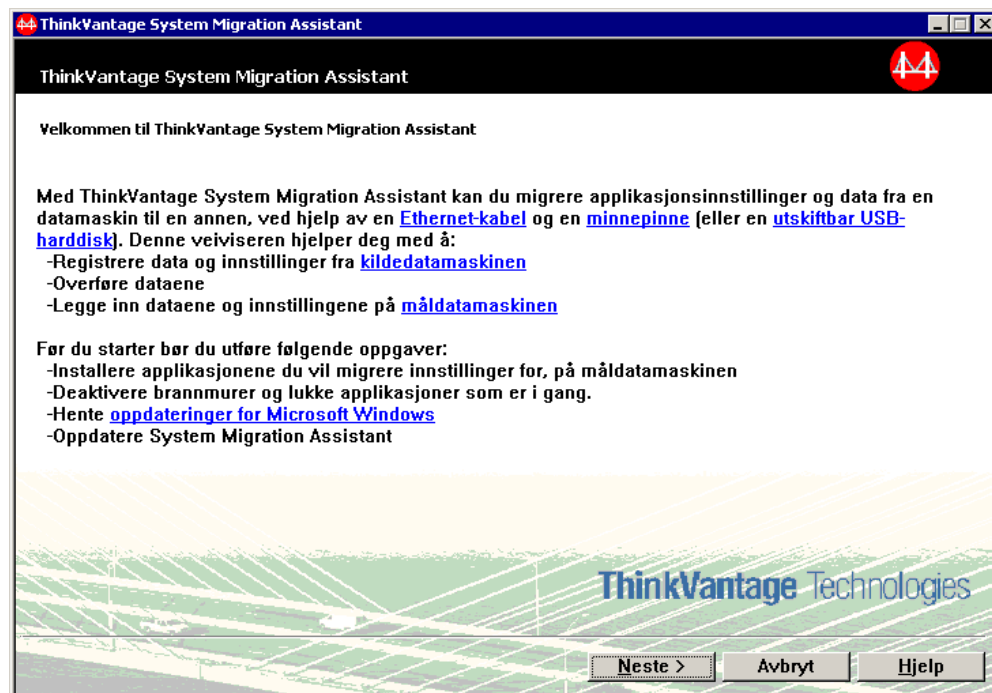 ThinkVantage System Migration Assistant
ThinkVantage System Migration Assistant
Velkommen til ThinkVantage System Migration Assistant
Med ThinkVantage System Migration Assistant kan du migrere applikasjonsinnstillinger og data fra en
datamaskin til en annen, ved hjelp av en Ethernet-kabel og en minnepinne (eller en utskiftbar USB-
harddisk). Denne veiviseren hjelper deg med å:
-Registrere data og innstillinger fra kildedatamaskinen
-Overføre dataene
-Legge inn dataene og innstillingene på måldatamaskinen
Før du starter bør du utføre følgende oppgaver:
-Installere applikasjonene du vil migrere innstillinger for, på måldatamaskinen
-Deaktivere brannmurer og lukke applikasjoner som er i gang.
-Hente oppdateringer for Microsoft Windows
-Oppdatere System Migration Assistant
ThinkVantage Technologies
Neste > Avbryt Hjelp